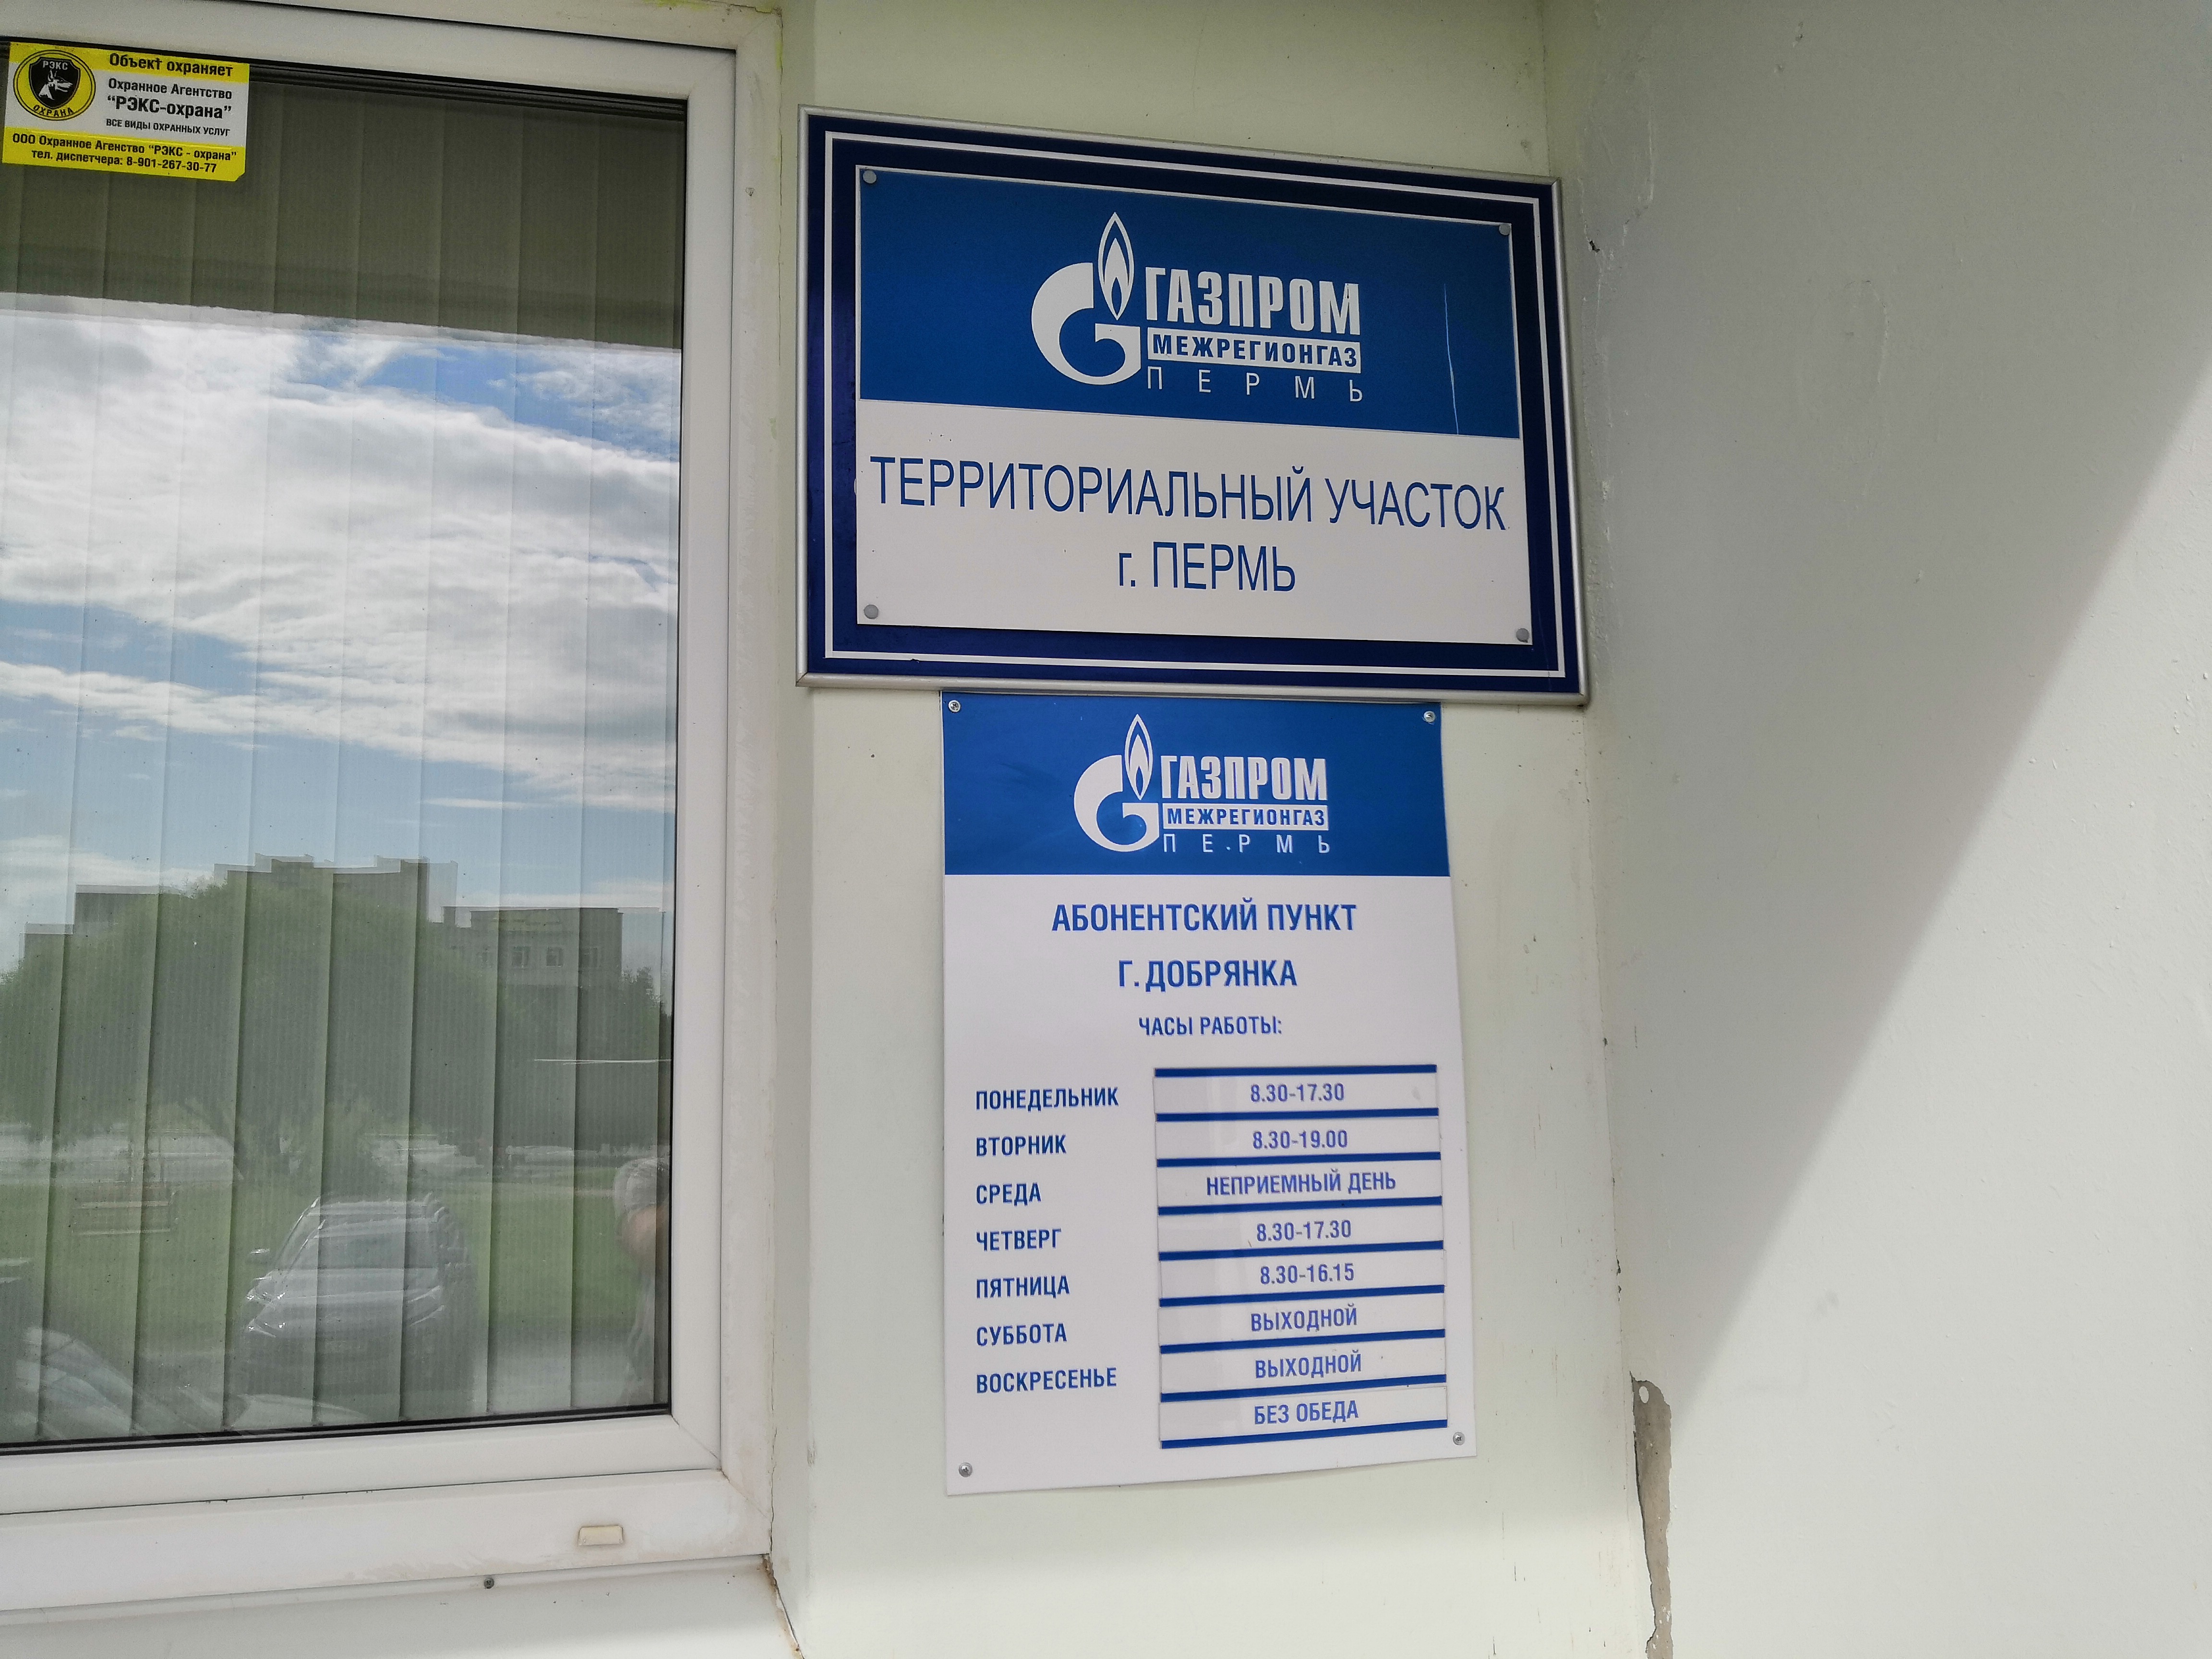 РЭКС
ОХРАНА
Объект охраняет
Охранное Агентство
“РЭКС-охрана”
ВСЕ ВИДЫ ОХРАННЫХ УСЛУГ
ООО Охранное Агенство "РЭКС - охрана"
тел. диспетчера: 8-901-267-30-77
ГАЗПРОМ
МЕЖРЕГИОНГАЗ
ПЕРМЬ
ТЕРРИТОРИАЛЬНЫЙ УЧАСТОК
г. ПЕРМЬ
ГАЗПРОМ
МЕЖРЕГИОНГАЗ
ПЕРМЬ
АБОНЕНТСКИЙ ПУНКТ
Г. ДОБРЯНКА
ЧАСЫ РАБОТЫ:
ПОНЕДЕЛЬНИК 8.30-17.30
ВТОРНИК 8.30-19.00
СРЕДА НЕПРИЕМНЫЙ ДЕНЬ
ЧЕТВЕРГ 8.30-17.30
ПЯТНИЦА 8.30-16.15
СУББОТА ВЫХОДНОЙ
ВОСКРЕСЕНЬЕ ВЫХОДНОЙ
БЕЗ ОБЕДА